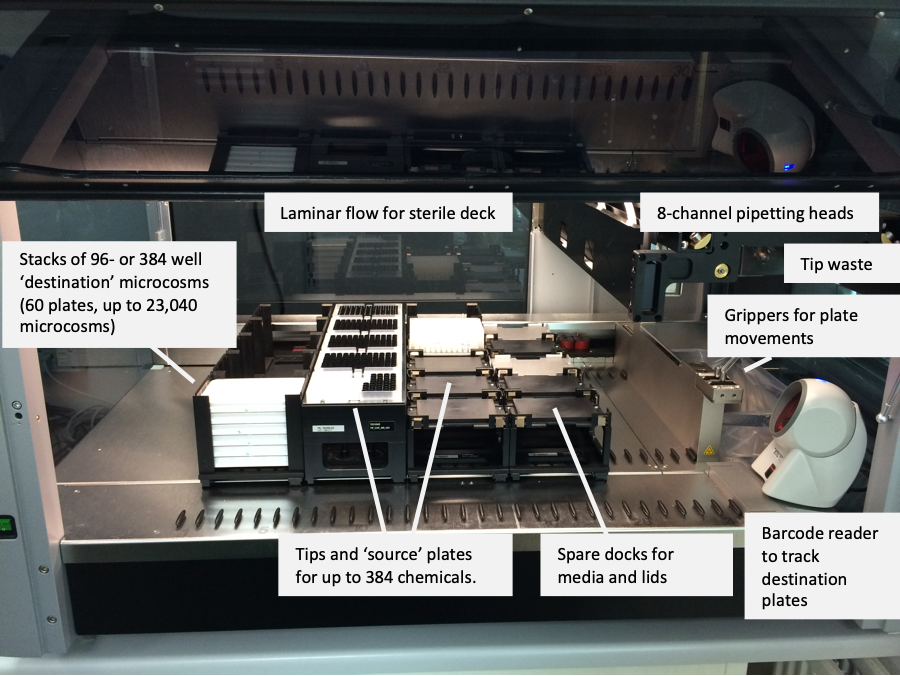 Laminar flow for sterile deck
8-channel pipetting heads
Stacks of 96- or 384 well
‘destination’ microcosms
(60 plates, up to 23,040
microcosms)
Tip waste
Grippers for plate
movements
Tips and ‘source’ plates
for up to 384 chemicals.
Spare docks for
media and lids
Barcode reader
to track
destination
plates
30